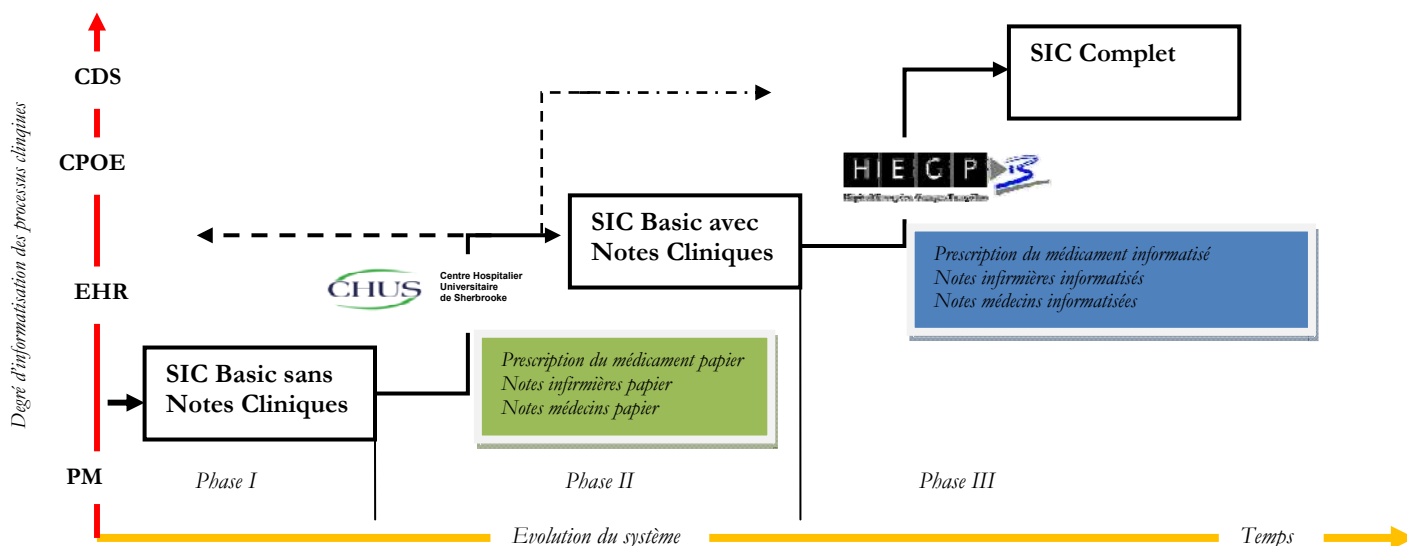 CDS
SIC Complet
CPOE
HEGP
Degré d'informatisation des processus clinqiues
SIC Basic avec
Notes Cliniques
Prescription du médicament informatisé
Notes infirmières informatisés
Notes médecins informatisées
CHUS
Centre Hospitalier
Universitaire
de Sherbrooke
EHR
SIC Basic sans
Notes Cliniques
Prescription du médicament papier
Notes infirmières papier
Notes médecins papier
PM
Phase I
Phase II
Phase III
Evolution du système
Temps